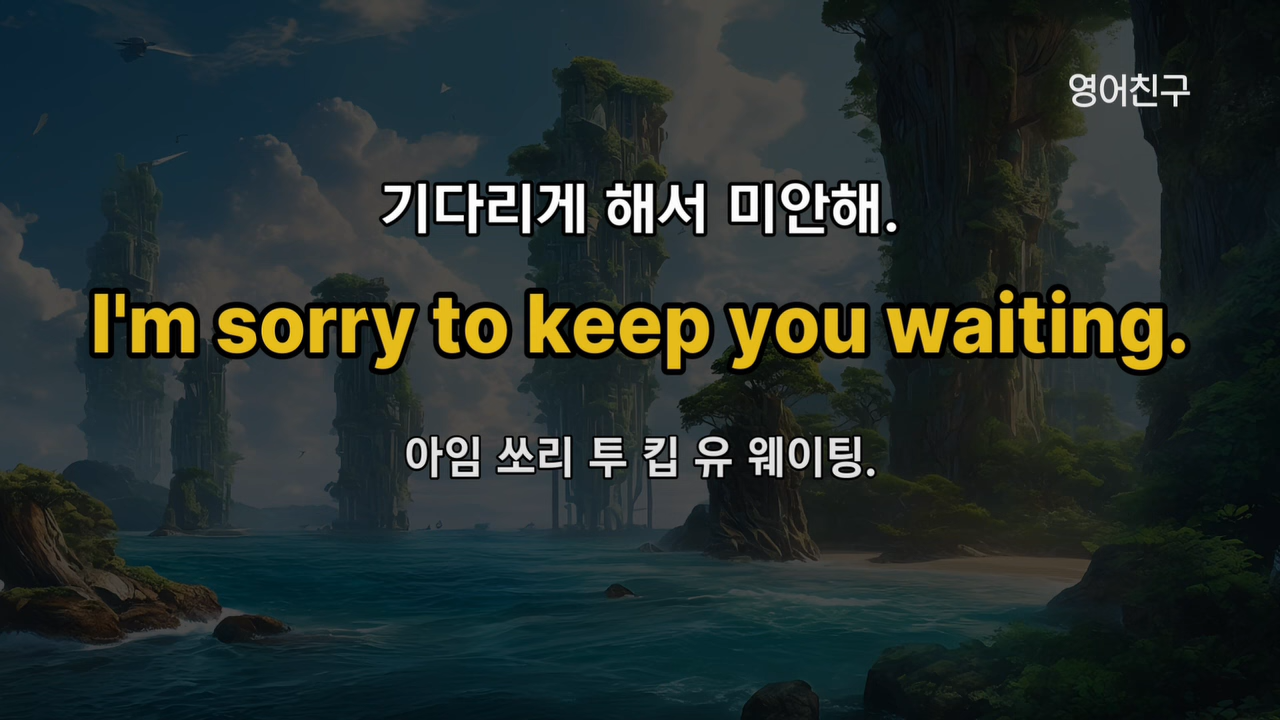 영어친구
기다리게 해서 미안해.
I'm sorry to keep you waiting.
아임 쏘리 투 킵 유 웨이팅.